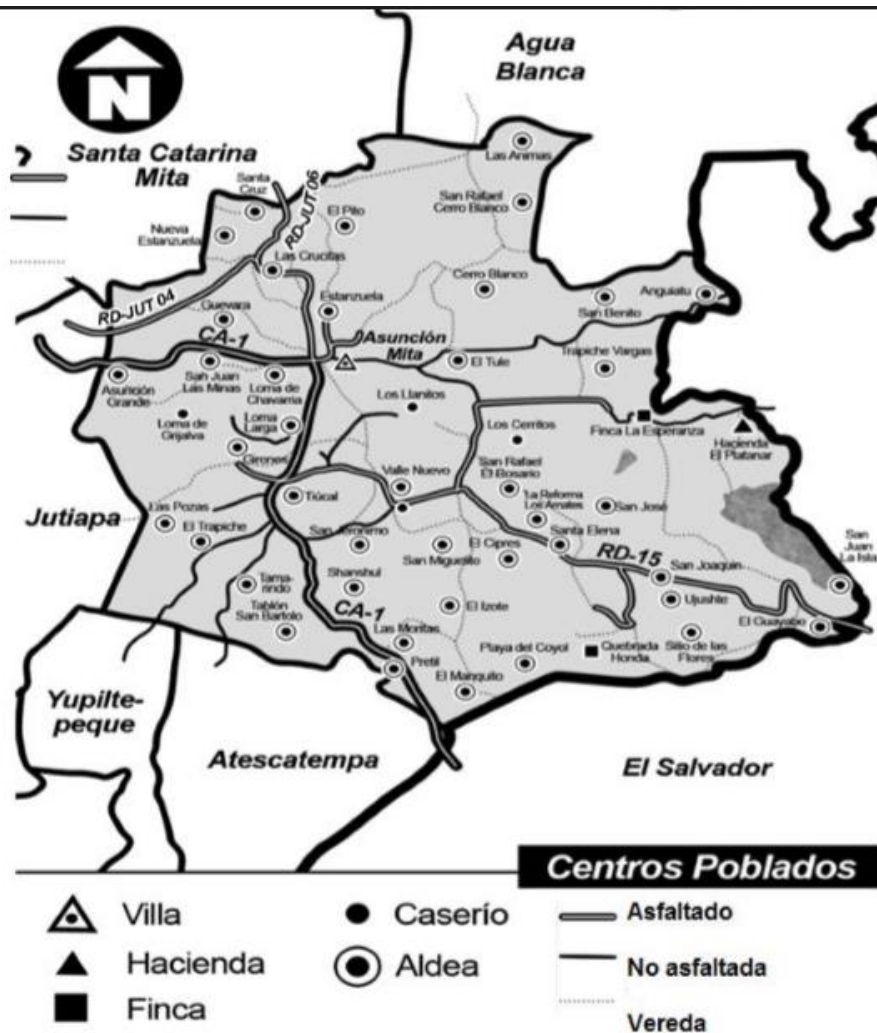 Agua
Blanca
N
Santa Catarina
Mita
Las Animas
Santa
Cruz
RD-JUT 06
San Rafael
Cerro Blanco
El Pito
Nueva
Estanzuela
Las Crucitas
Cerro Blanco
Anguiatu
San Benito
Estanzuela
RD-JUT 04
Guevara
CA-1
Asunción
Mita
El Tule
Trapiche Vargas
Asunción
Grande
San Juan
Las Minas
Loma de
Chavarria
Los Llanitos
Loma de
Grijalva
Loma
Larga
Los Cerritos
Finca La Esperanza
Hacienda
El Platanar
Girones
Valle Nuevo
San Rafael
El Rosario
Tiucal
La Reforma
Los Amates
San José
Jutiapa
Las Pozas
El Trapiche
San Jeronimo
San Miguelito
El Cipres
Santa Elena
RD-15
San Joaquin
San
Juan
La Isla
Shanshul
Tama-
rindo
CA-1
El Izote
Ujushte
Tablón
San Bartolo
El Guayabo
Las Moritas
Pretil
Playa del Coyol
Quebrada
Honda
Sitio de las
Flores
El Manquito
Yupilte-
peque
Atescatempa
El Salvador
Centros Poblados
Villa
Caserío
Asfaltado
Hacienda
Aldea
No asfaltada
Finca
Vereda